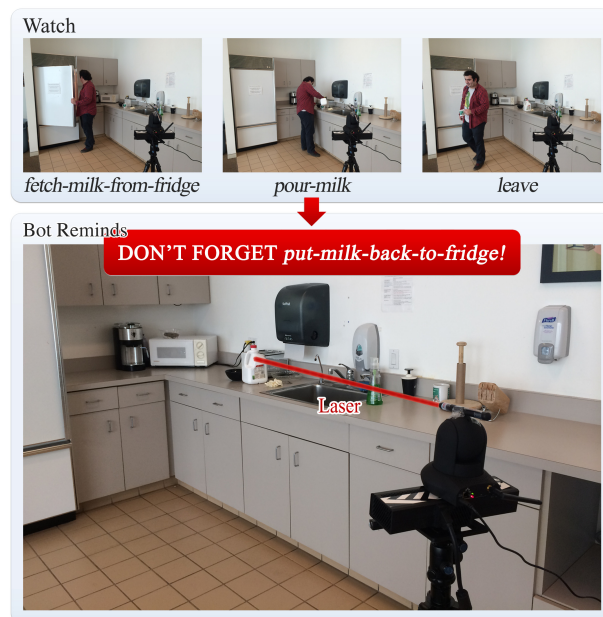 Watch
fetch-milk-from-fridge
pour-milk
leave
Bot Reminds
DON'T FORGET put-milk-back-to-fridge!
Laser